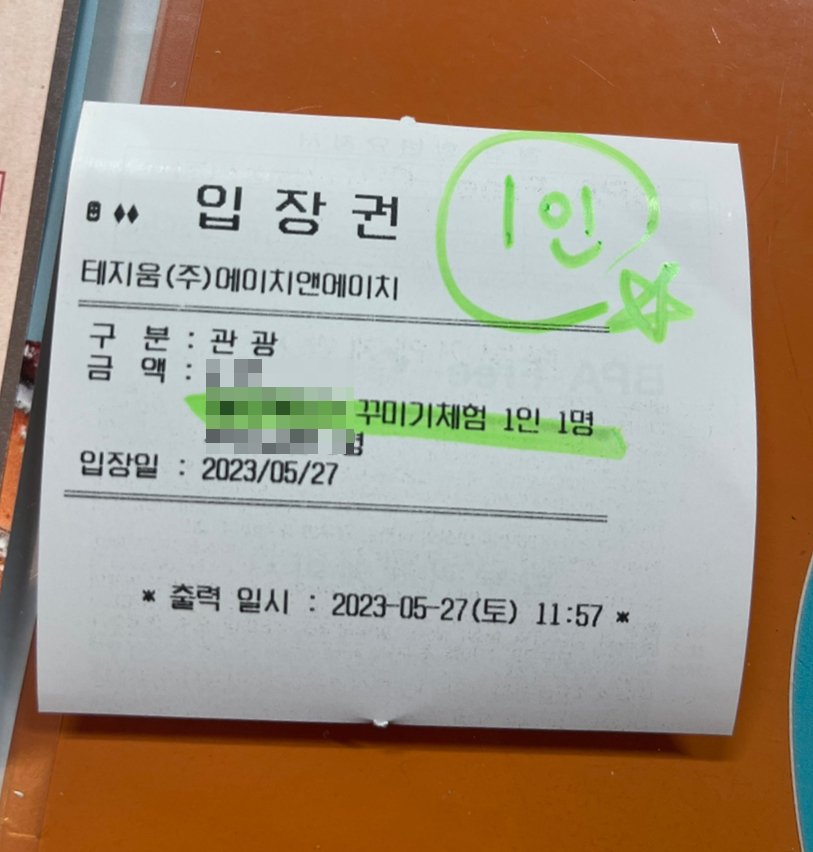 입장권
1인
테지움(주)에이치앤에이치
구 분 : 관광
금 액 :
꾸미기체험 1인 1명
명
입장일 : 2023/05/27
* 출력 일시 : 2023-05-27(토) 11:57 *